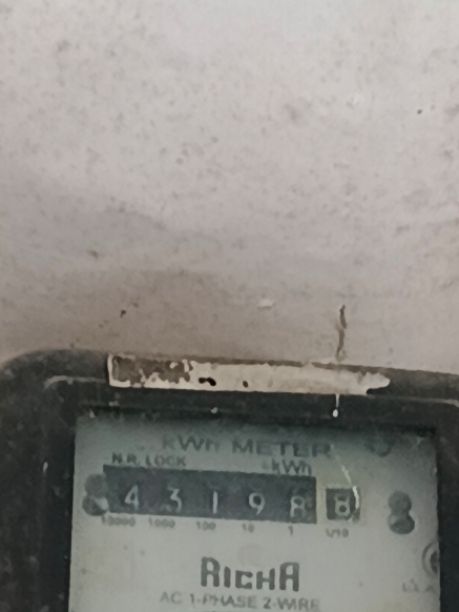 kWh METER
N.R. LOCK kWh
4 3 1 9 8 8
10000 1000 100 10 1 1/10
RICHA
AC 1-PHASE 2-WIRE